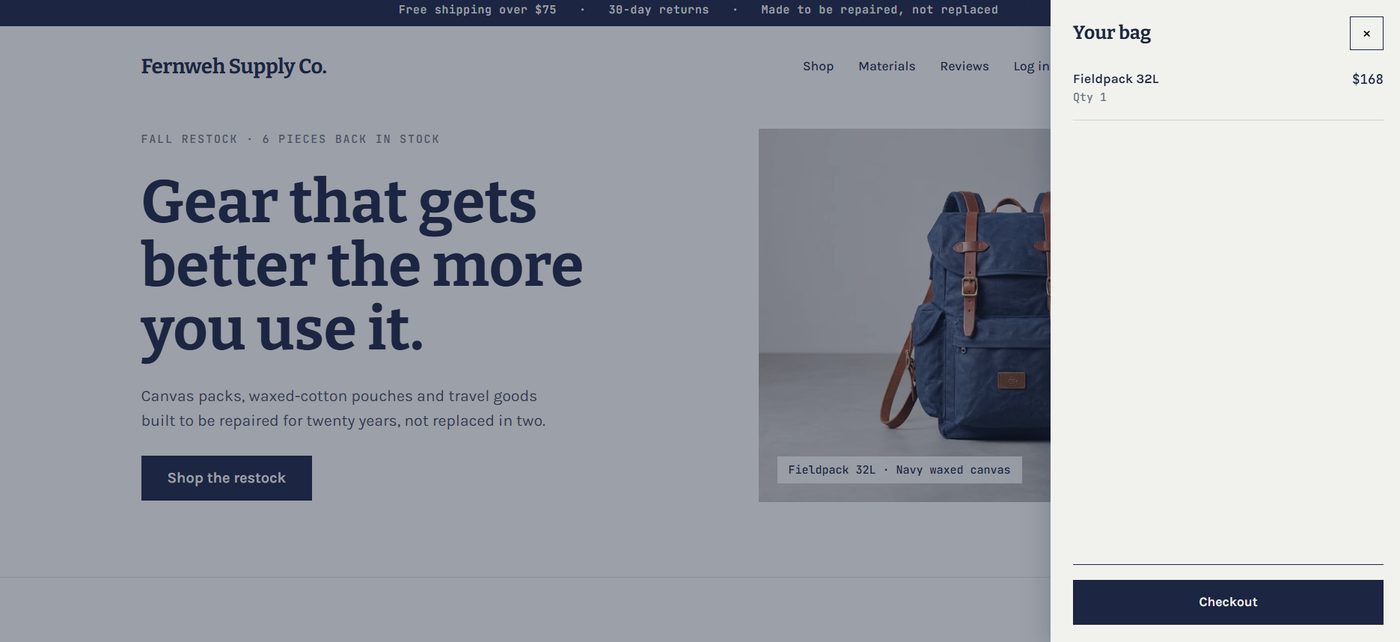 Free shipping over $75 · 30-day returns · Made to be repaired, not replaced
Fernweh Supply Co.
Shop Materials Reviews Log in
FALL RESTOCK · 6 PIECES BACK IN STOCK
Gear that gets
better the more
you use it.
Canvas packs, waxed-cotton pouches and travel goods
built to be repaired for twenty years, not replaced in two.
Shop the restock
Fieldpack 32L · Navy waxed canvas
Your bag
×
Fieldpack 32L $168
Qty 1
Checkout